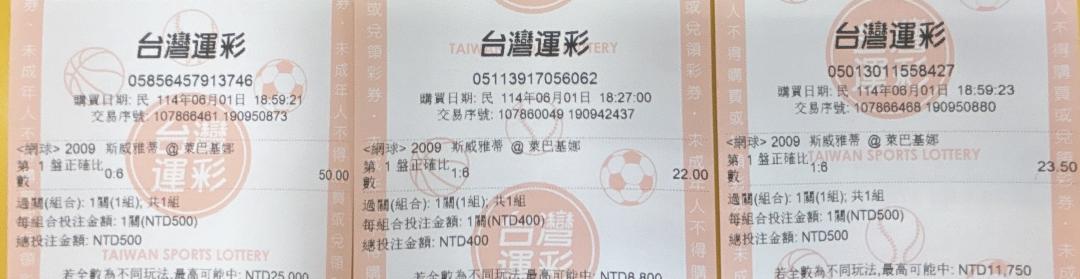 台灣運彩
TAIWAN SPORTS LOTTERY
05856457913746
購買日期: 民 114年06月01日 18:59:21
交易序號: 107866461 190950873
<網球> 2009 斯威雅蒂 @ 萊巴基娜
第 1 盤正確比數 0:6 50.00
過關(組合): 1關(1組); 共1組
每組合投注金額: 1關(NTD500)
總投注金額: NTD500
若全數為不同玩法,最高可能中: NTD25,000
台灣運彩
TAIWAN LOTTERY
05113917056062
購買日期: 民 114年06月01日 18:27:00
交易序號: 107860049 190942437
<網球> 2009 斯威雅蒂 @ 萊巴基娜
第 1 盤正確比數 1:6 22.00
過關(組合): 1關(1組); 共1組
每組合投注金額: 1關(NTD400)
總投注金額: NTD400
若全數為不同玩法,最高可能中: NTD8,800
台灣運彩
05013011558427
購買日期: 民 114年06月01日 18:59:23
交易序號: 107866468 190950880
<網球> 2009 斯威雅蒂 @ 萊巴基娜
第 1 盤正確比數 1:6 23.50
TAIWAN SPORTS LOTTERY
過關(組合): 1關(1組); 共1組
每組合投注金額: 1關(NTD500)
總投注金額: NTD500
若全數為不同玩法,最高可能中: NTD11,750